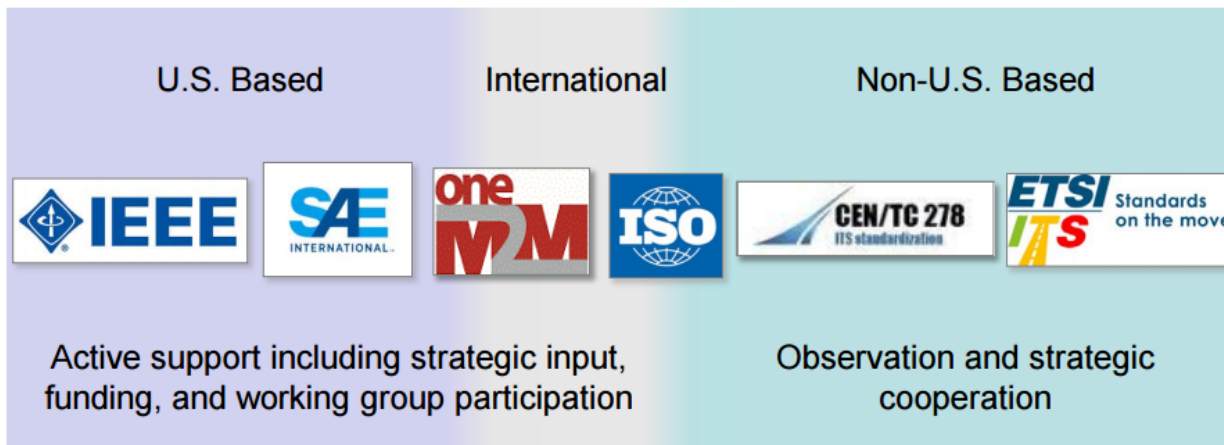 U.S. Based
International
Non-U.S. Based
IEEE
SAE
INTERNATIONAL
one
M2M
ISO
CEN/TC 278
ITS standardization
ETSI
ITS
Standards
on the move
Active support including strategic input,
funding, and working group participation
Observation and strategic
cooperation